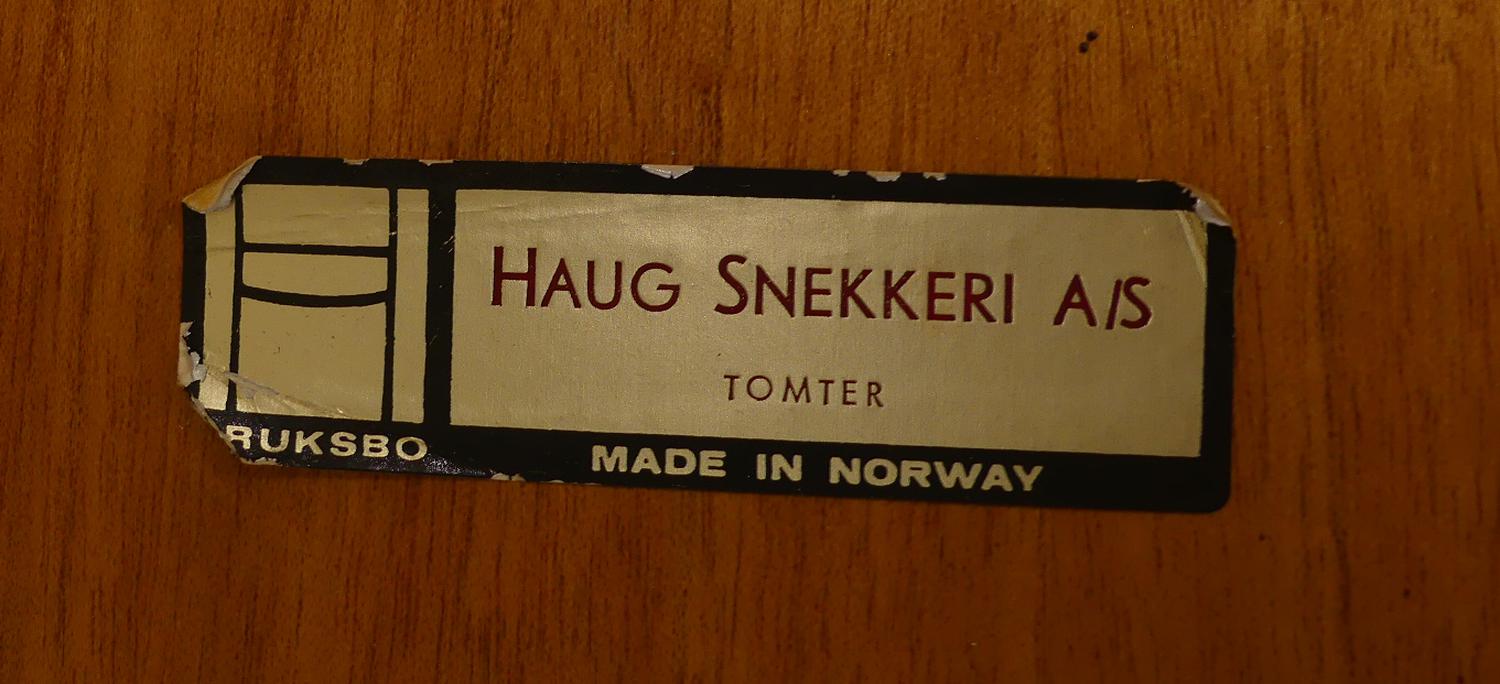 HAUG SNEKKERI A/S
TOMTER
RUKSBO
MADE IN NORWAY